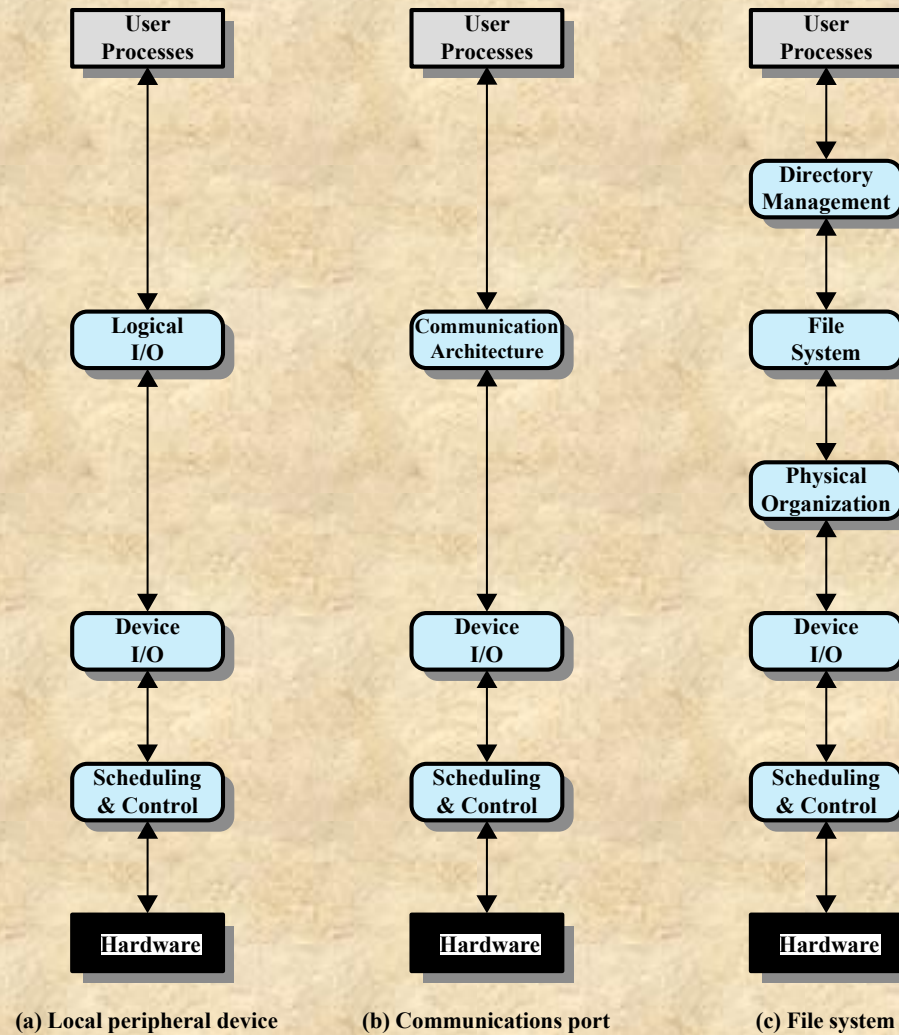 User
Processes
Logical
I/O
Device
I/O
Scheduling
& Control
Hardware
(a) Local peripheral device
User
Processes
Communication
Architecture
Device
I/O
Scheduling
& Control
Hardware
(b) Communications port
User
Processes
Directory
Management
File
System
Physical
Organization
Device
I/O
Scheduling
& Control
Hardware
(c) File system